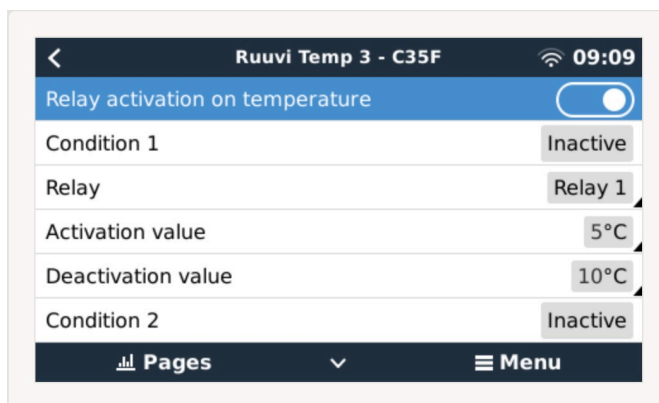 Ruuvi Temp 3 - C35F 09:09
Relay activation on temperature
Condition 1 Inactive
Relay Relay 1
Activation value 5°C
Deactivation value 10°C
Condition 2 Inactive
Pages Menu